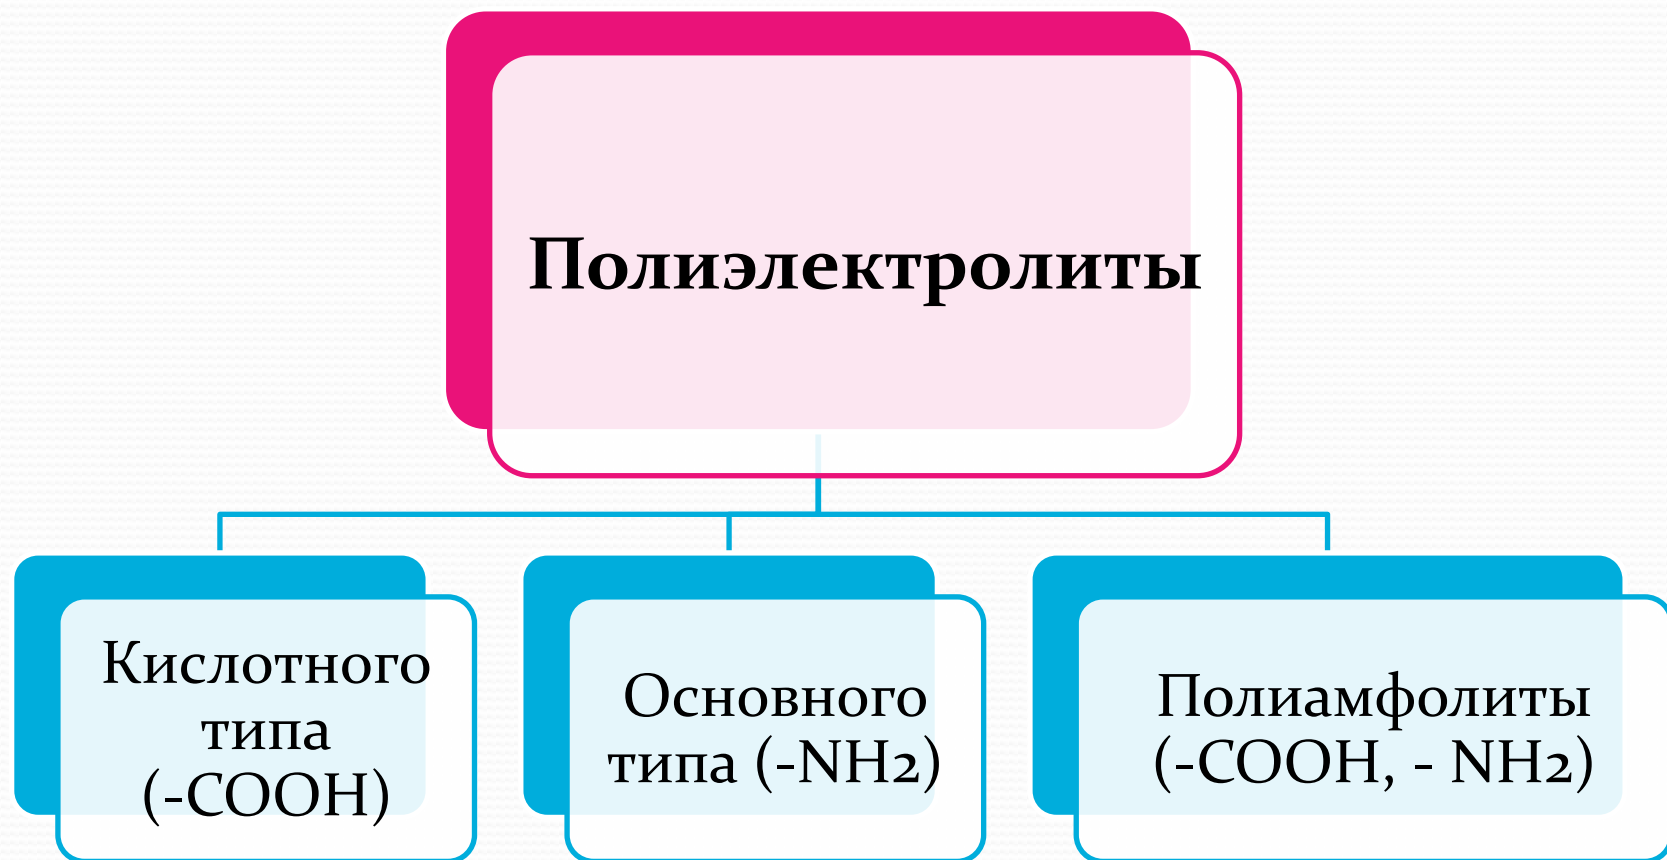 Полиэлектролиты
Кислотного
типа
(-COOH)
Основного
типа (-NH2)
Полиамфолиты
(-COOH, - NH2)